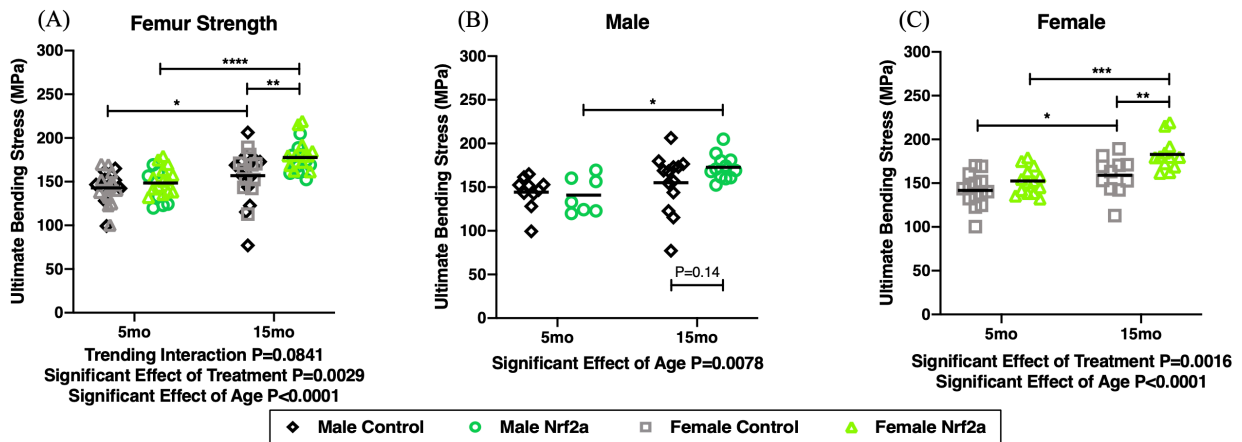 (A)
Femur Strength
Ultimate Bending Stress (MPa)
300
250
200
150
100
50
0
****
**
*
5mo
15mo
Trending Interaction P=0.0841
Significant Effect of Treatment P=0.0029
Significant Effect of Age P<0.0001
(B)
Male
Ultimate Bending Stress (MPa)
300
250
200
150
100
50
0
*
P=0.14
5mo
15mo
Significant Effect of Age P=0.0078
(C)
Female
Ultimate Bending Stress (MPa)
300
250
200
150
100
50
0
***
**
*
5mo
15mo
Significant Effect of Treatment P=0.0016
Significant Effect of Age P<0.0001
Male Control
Male Nrf2a
Female Control
Female Nrf2a